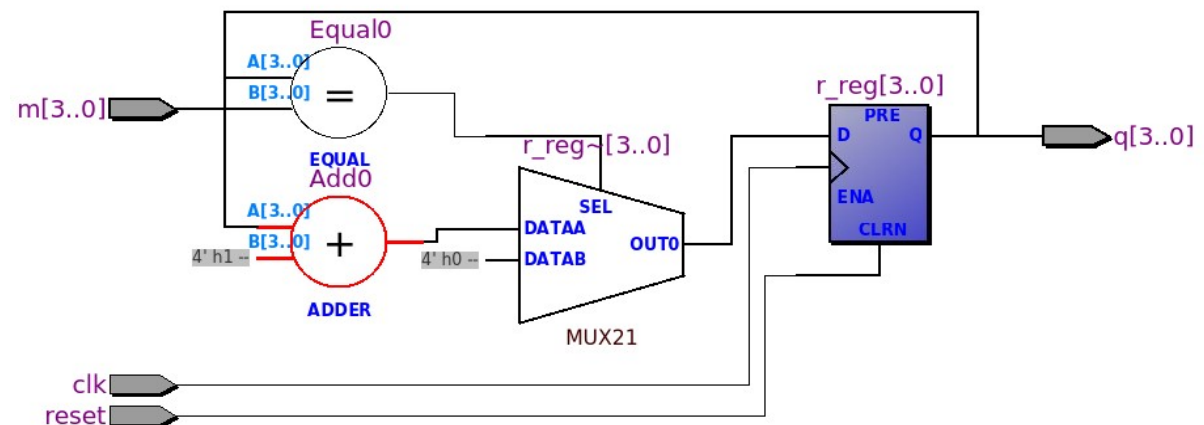 Equal0
A[3..0]
B[3..0]
=
m[3..0]
EQUAL
Add0
A[3..0]
B[3..0]
4' h1 --
+
ADDER
r_reg~[3..0]
SEL
DATAA
4' h0 --
DATAB
OUT0
MUX21
r_reg[3..0]
PRE
D
Q
ENA
CLRN
q[3..0]
clk
reset